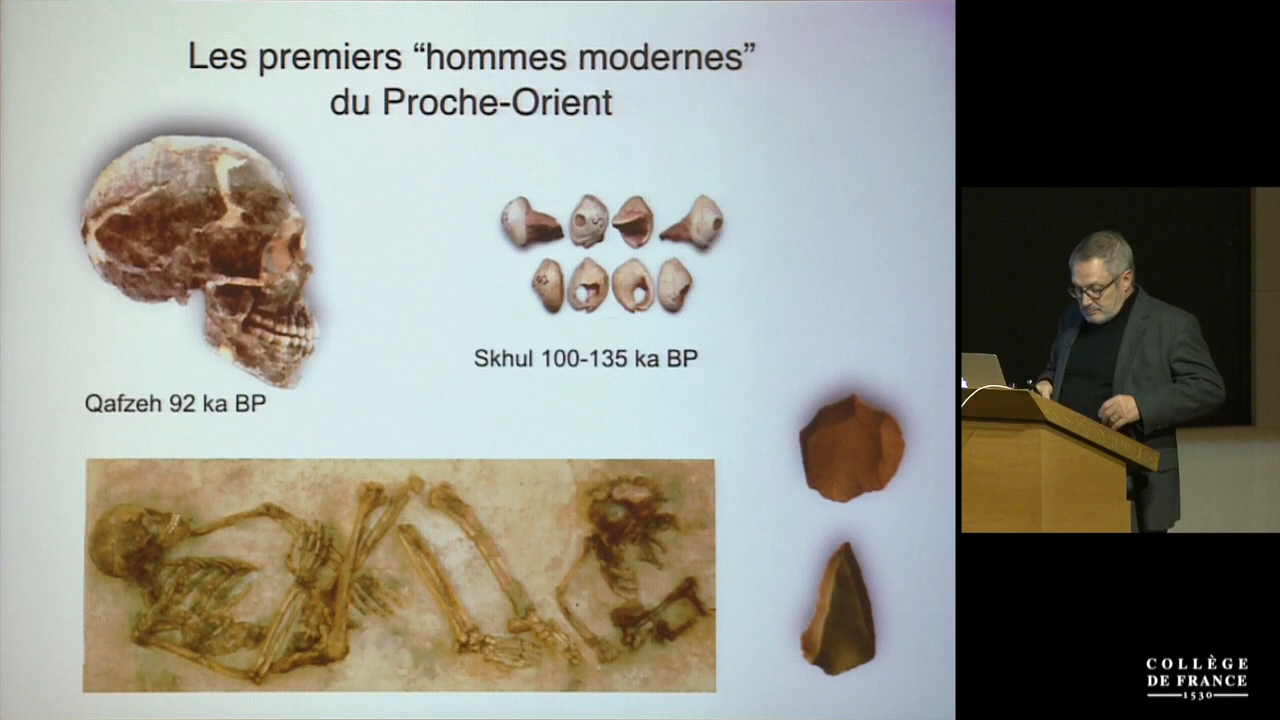 Les premiers “hommes modernes”
du Proche-Orient
Skhul 100-135 ka BP
Qafzeh 92 ka BP
COLLÈGE
DE FRANCE
1530